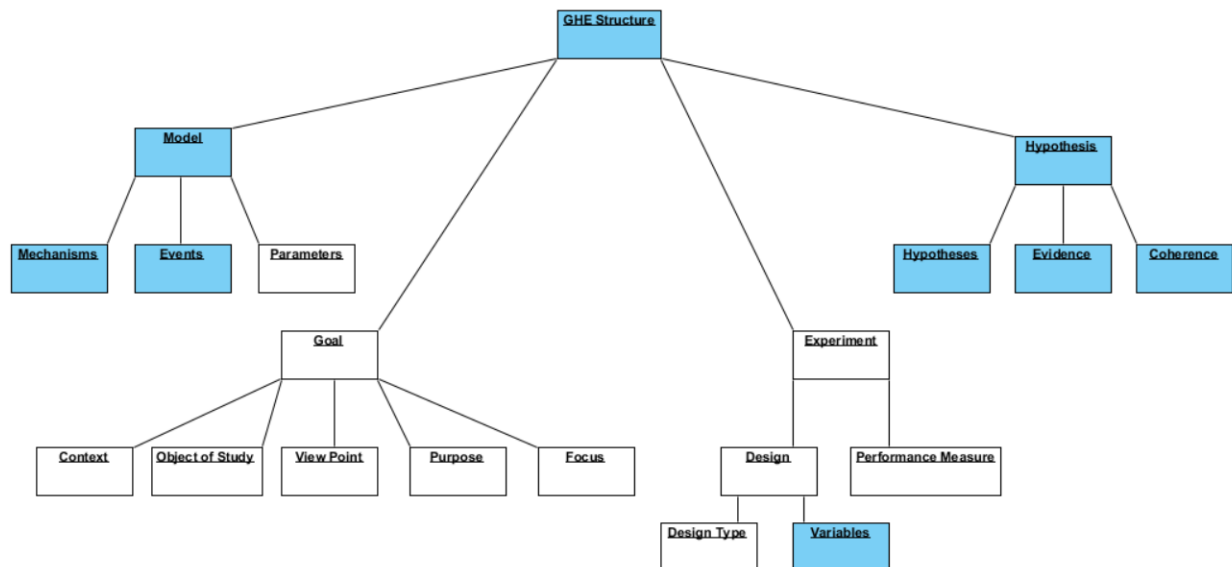 GHE Structure
Model
Hypothesis
Mechanisms
Events
Parameters
Hypotheses
Evidence
Coherence
Goal
Experiment
Context
Object of Study
View Point
Purpose
Focus
Design
Performance Measure
Design Type
Variables